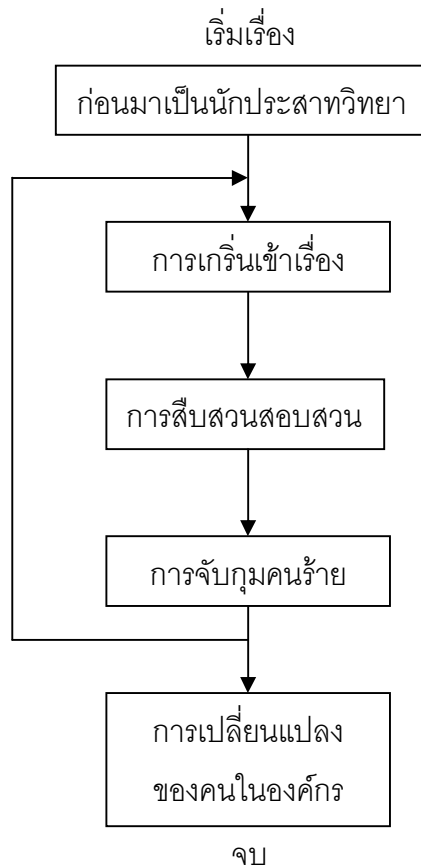 เริ่มเรื่อง
ก่อนมาเป็นนักประสาทวิทยา
การเกริ่นเข้าเรื่อง
การสืบสวนสอบสวน
การจับกุมคนร้าย
การเปลี่ยนแปลง
ของคนในองค์กร
จบ